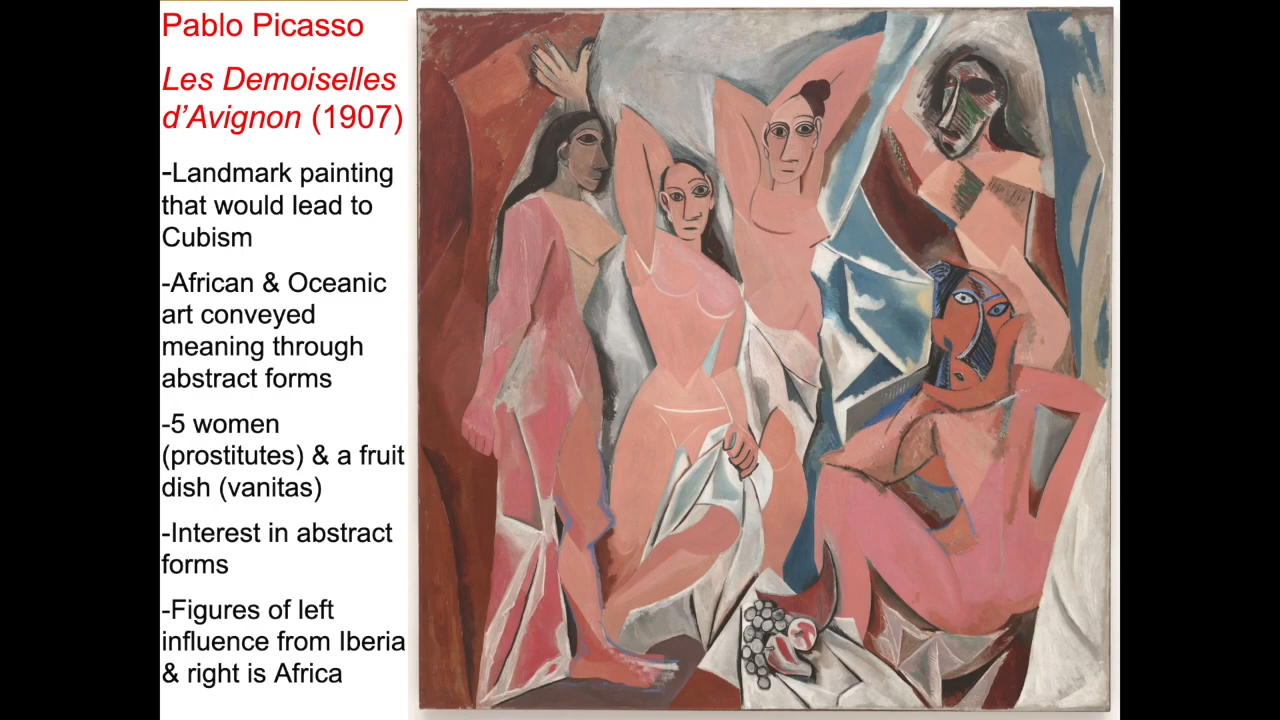 Pablo Picasso
Les Demoiselles
d’Avignon (1907)
-Landmark painting
that would lead to
Cubism
-African & Oceanic
art conveyed
meaning through
abstract forms
-5 women
(prostitutes) & a fruit
dish (vanitas)
-Interest in abstract
forms
-Figures of left
influence from Iberia
& right is Africa